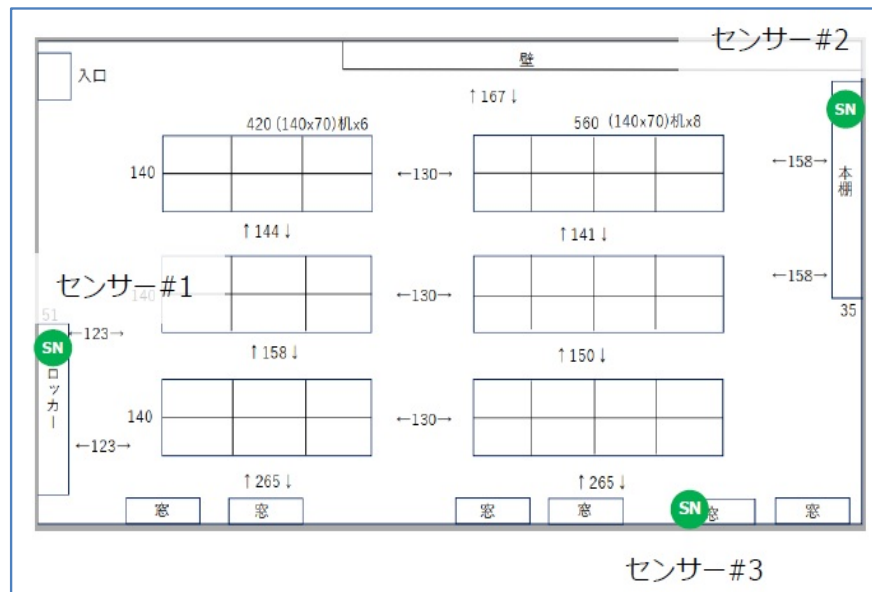 センサー#2
壁
入口
↑167↓
SN
420 (140x70)机x6
560 (140x70)机x8
140
←130→
←158→
本棚
↑144↓
↑141↓
センサー#1
140
←130→
←158→
51
35
←123→
SN
ロッカー
↑158↓
↑150↓
140
←130→
←123→
↑265↓
↑265↓
窓
窓
窓
窓
SN
窓
窓
センサー#3